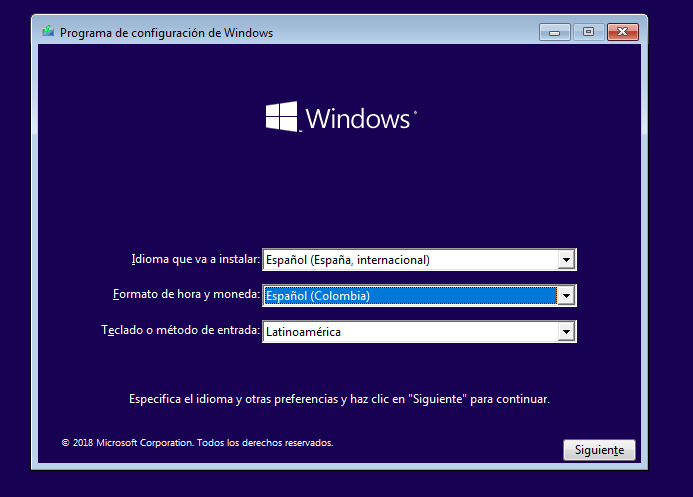 Programa de configuración de Windows
Windows
Idioma que va a instalar: Español (España, internacional)
Formato de hora y moneda: Español (Colombia)
Teclado o método de entrada: Latinoamérica
Especifica el idioma y otras preferencias y haz clic en "Siguiente" para continuar.
© 2018 Microsoft Corporation. Todos los derechos reservados.
Siguiente